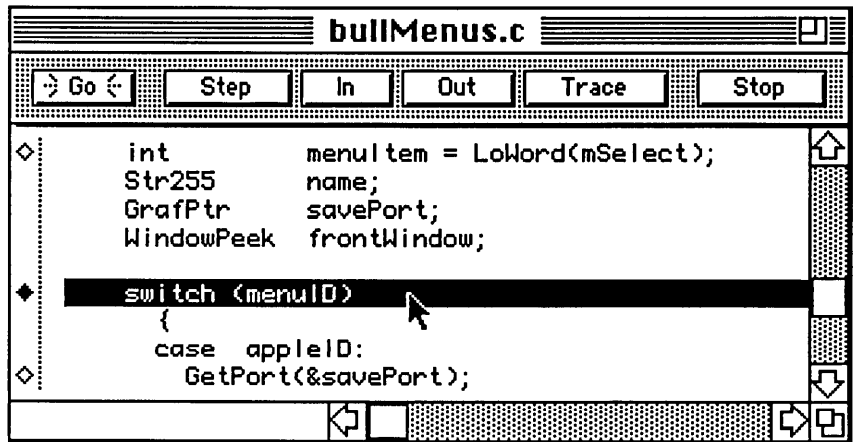 bullMenus.c
Go Step In Out Trace Stop
int menuItem = LoWord(mSelect);
Str255 name;
GrafPtr savePort;
WindowPeek frontWindow;
switch (menuID)
{
case appleID:
GetPort(&savePort);